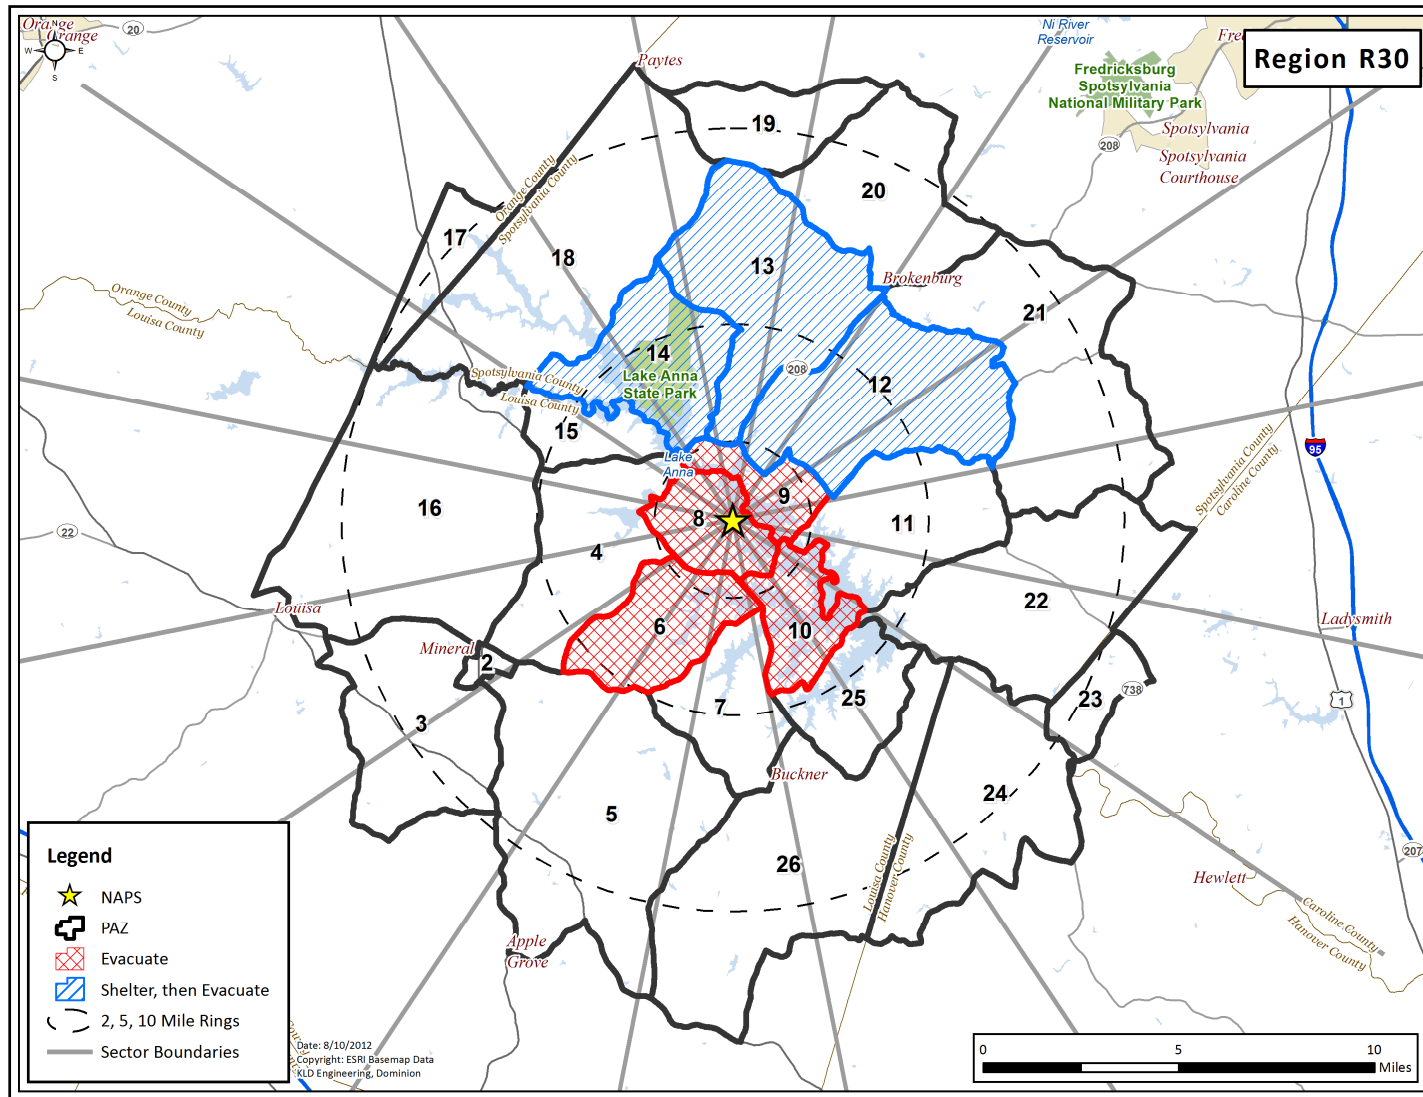 Orange
Orange
20
N
W E
S
Paytes
Ni River
Reservoir
Region R30
Fredricksburg
Spotsylvania
National Military Park
Spotsylvania
208
Spotsylvania
Courthouse
19
20
Orange County
Spotsylvania County
17
18
13
Brokenburg
21
Orange County
Louisa County
14
Lake Anna
State Park
208
12
Spotsylvania County
Louisa County
15
Lake
Anna
Spotsylvania County
Caroline County
95
16
9
8
11
22
4
Louisa
6
10
22
Ladysmith
Mineral
2
738
23
1
3
7
25
Buckner
24
5
26
207
Louisa County
Hanover County
Hewlett
Caroline County
Hanover County
Apple
Grove
Legend
NAPS
PAZ
Evacuate
Shelter, then Evacuate
2, 5, 10 Mile Rings
Sector Boundaries
Date: 8/10/2012
Copyright: ESRI Basemap Data
KLD Engineering, Dominion
0 5 10
Miles